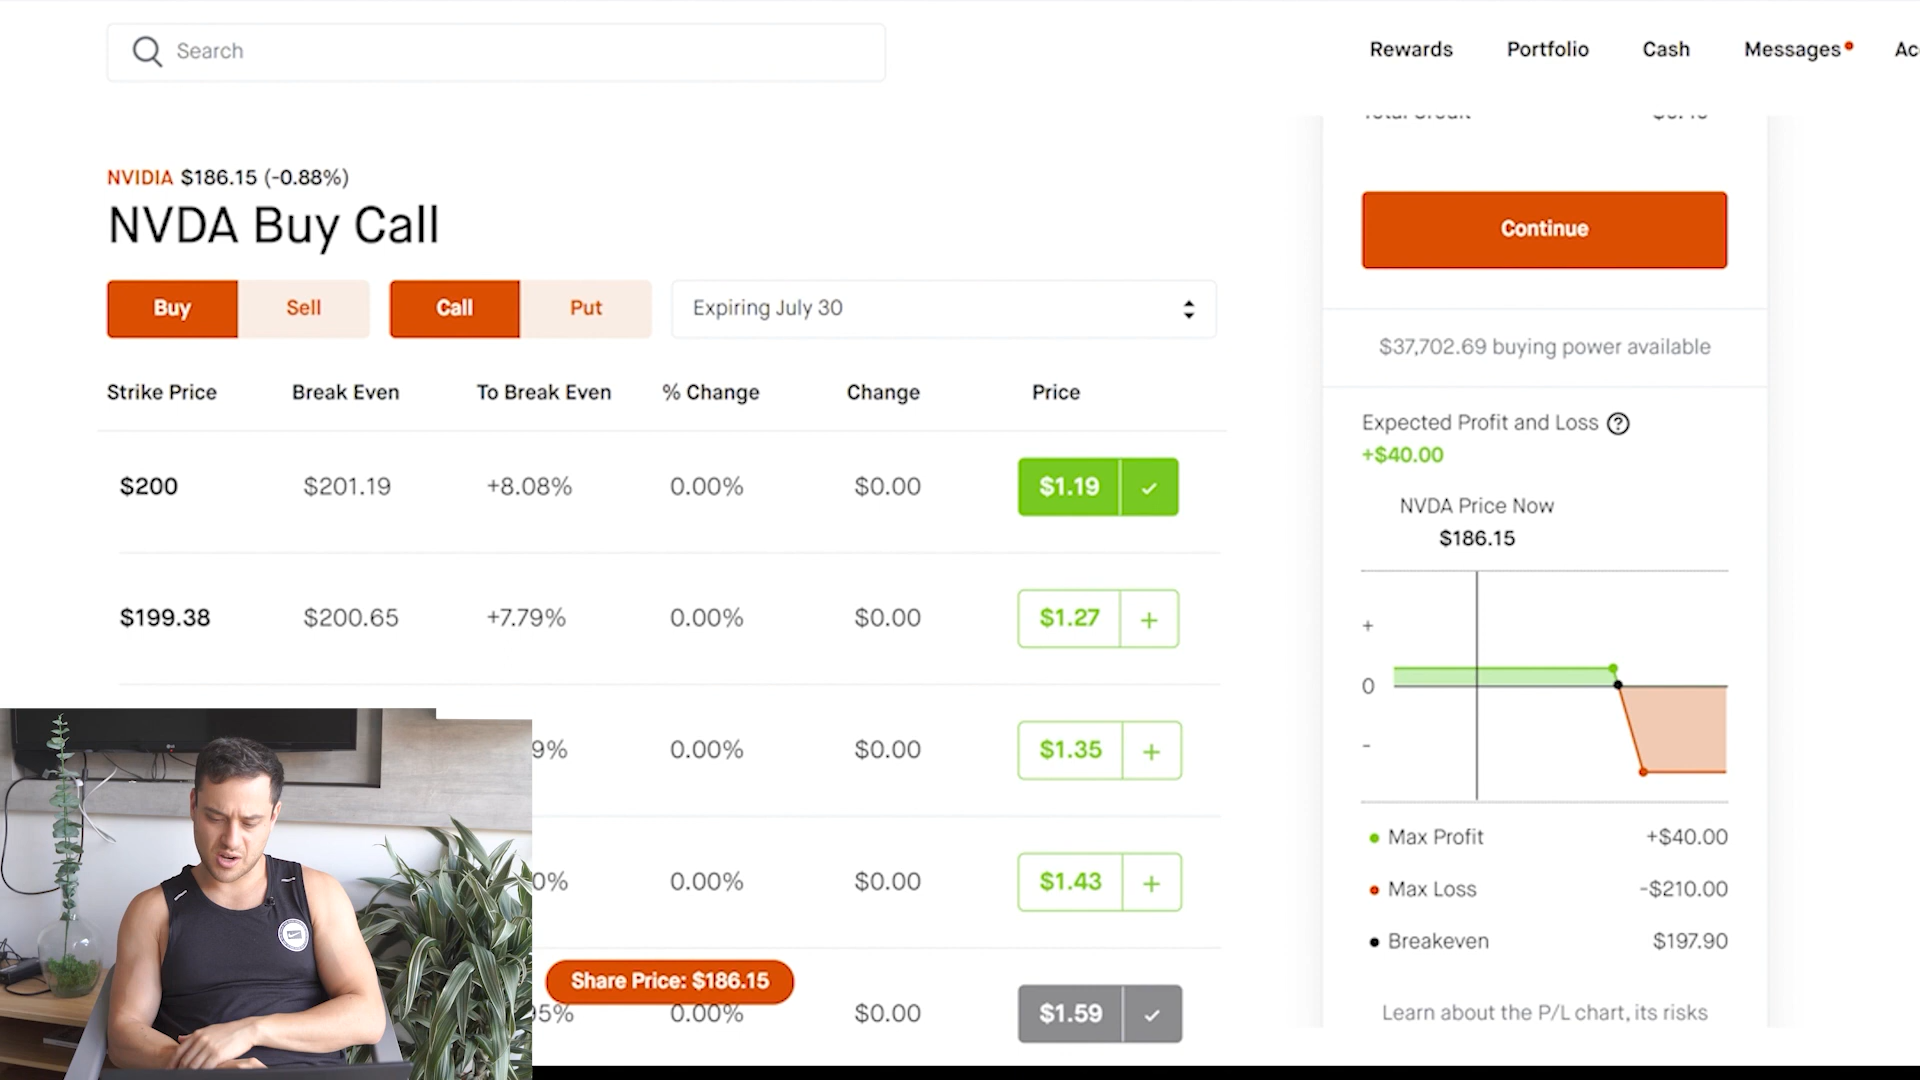 Search
Rewards
Portfolio
Cash
Messages
NVIDIA $186.15 (-0.88%)
NVDA Buy Call
Buy
Sell
Call
Put
Expiring July 30
Strike Price
Break Even
To Break Even
% Change
Change
Price
$200
$201.19
+8.08%
0.00%
$0.00
$1.19
$199.38
$200.65
+7.79%
0.00%
$0.00
$1.27
+
9%
0.00%
$0.00
$1.35
+
0%
0.00%
$0.00
$1.43
+
Share Price: $186.15
95%
0.00%
$0.00
$1.59
Continue
$37,702.69 buying power available
Expected Profit and Loss ?
+$40.00
NVDA Price Now
$186.15
+
0
-
Max Profit
+$40.00
Max Loss
-$210.00
Breakeven
$197.90
Learn about the P/L chart, its risks